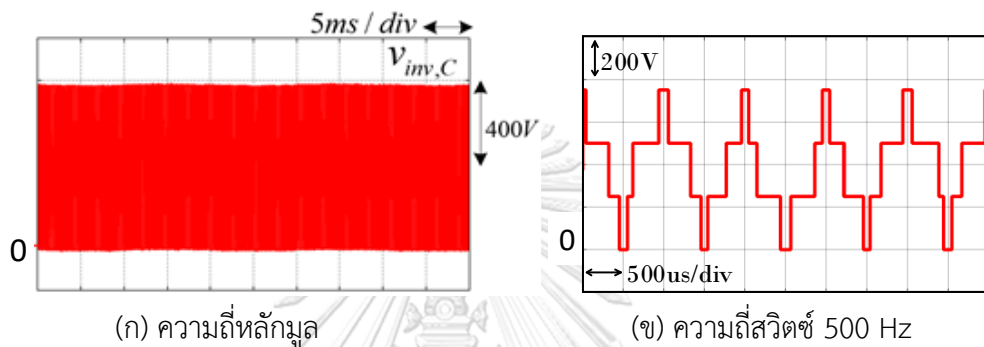 5ms / div
v_inv,C
400V
0
200V
0
500us/div
(ก) ความถี่หลักมูล
(ข) ความถี่สวิตซ์ 500 Hz